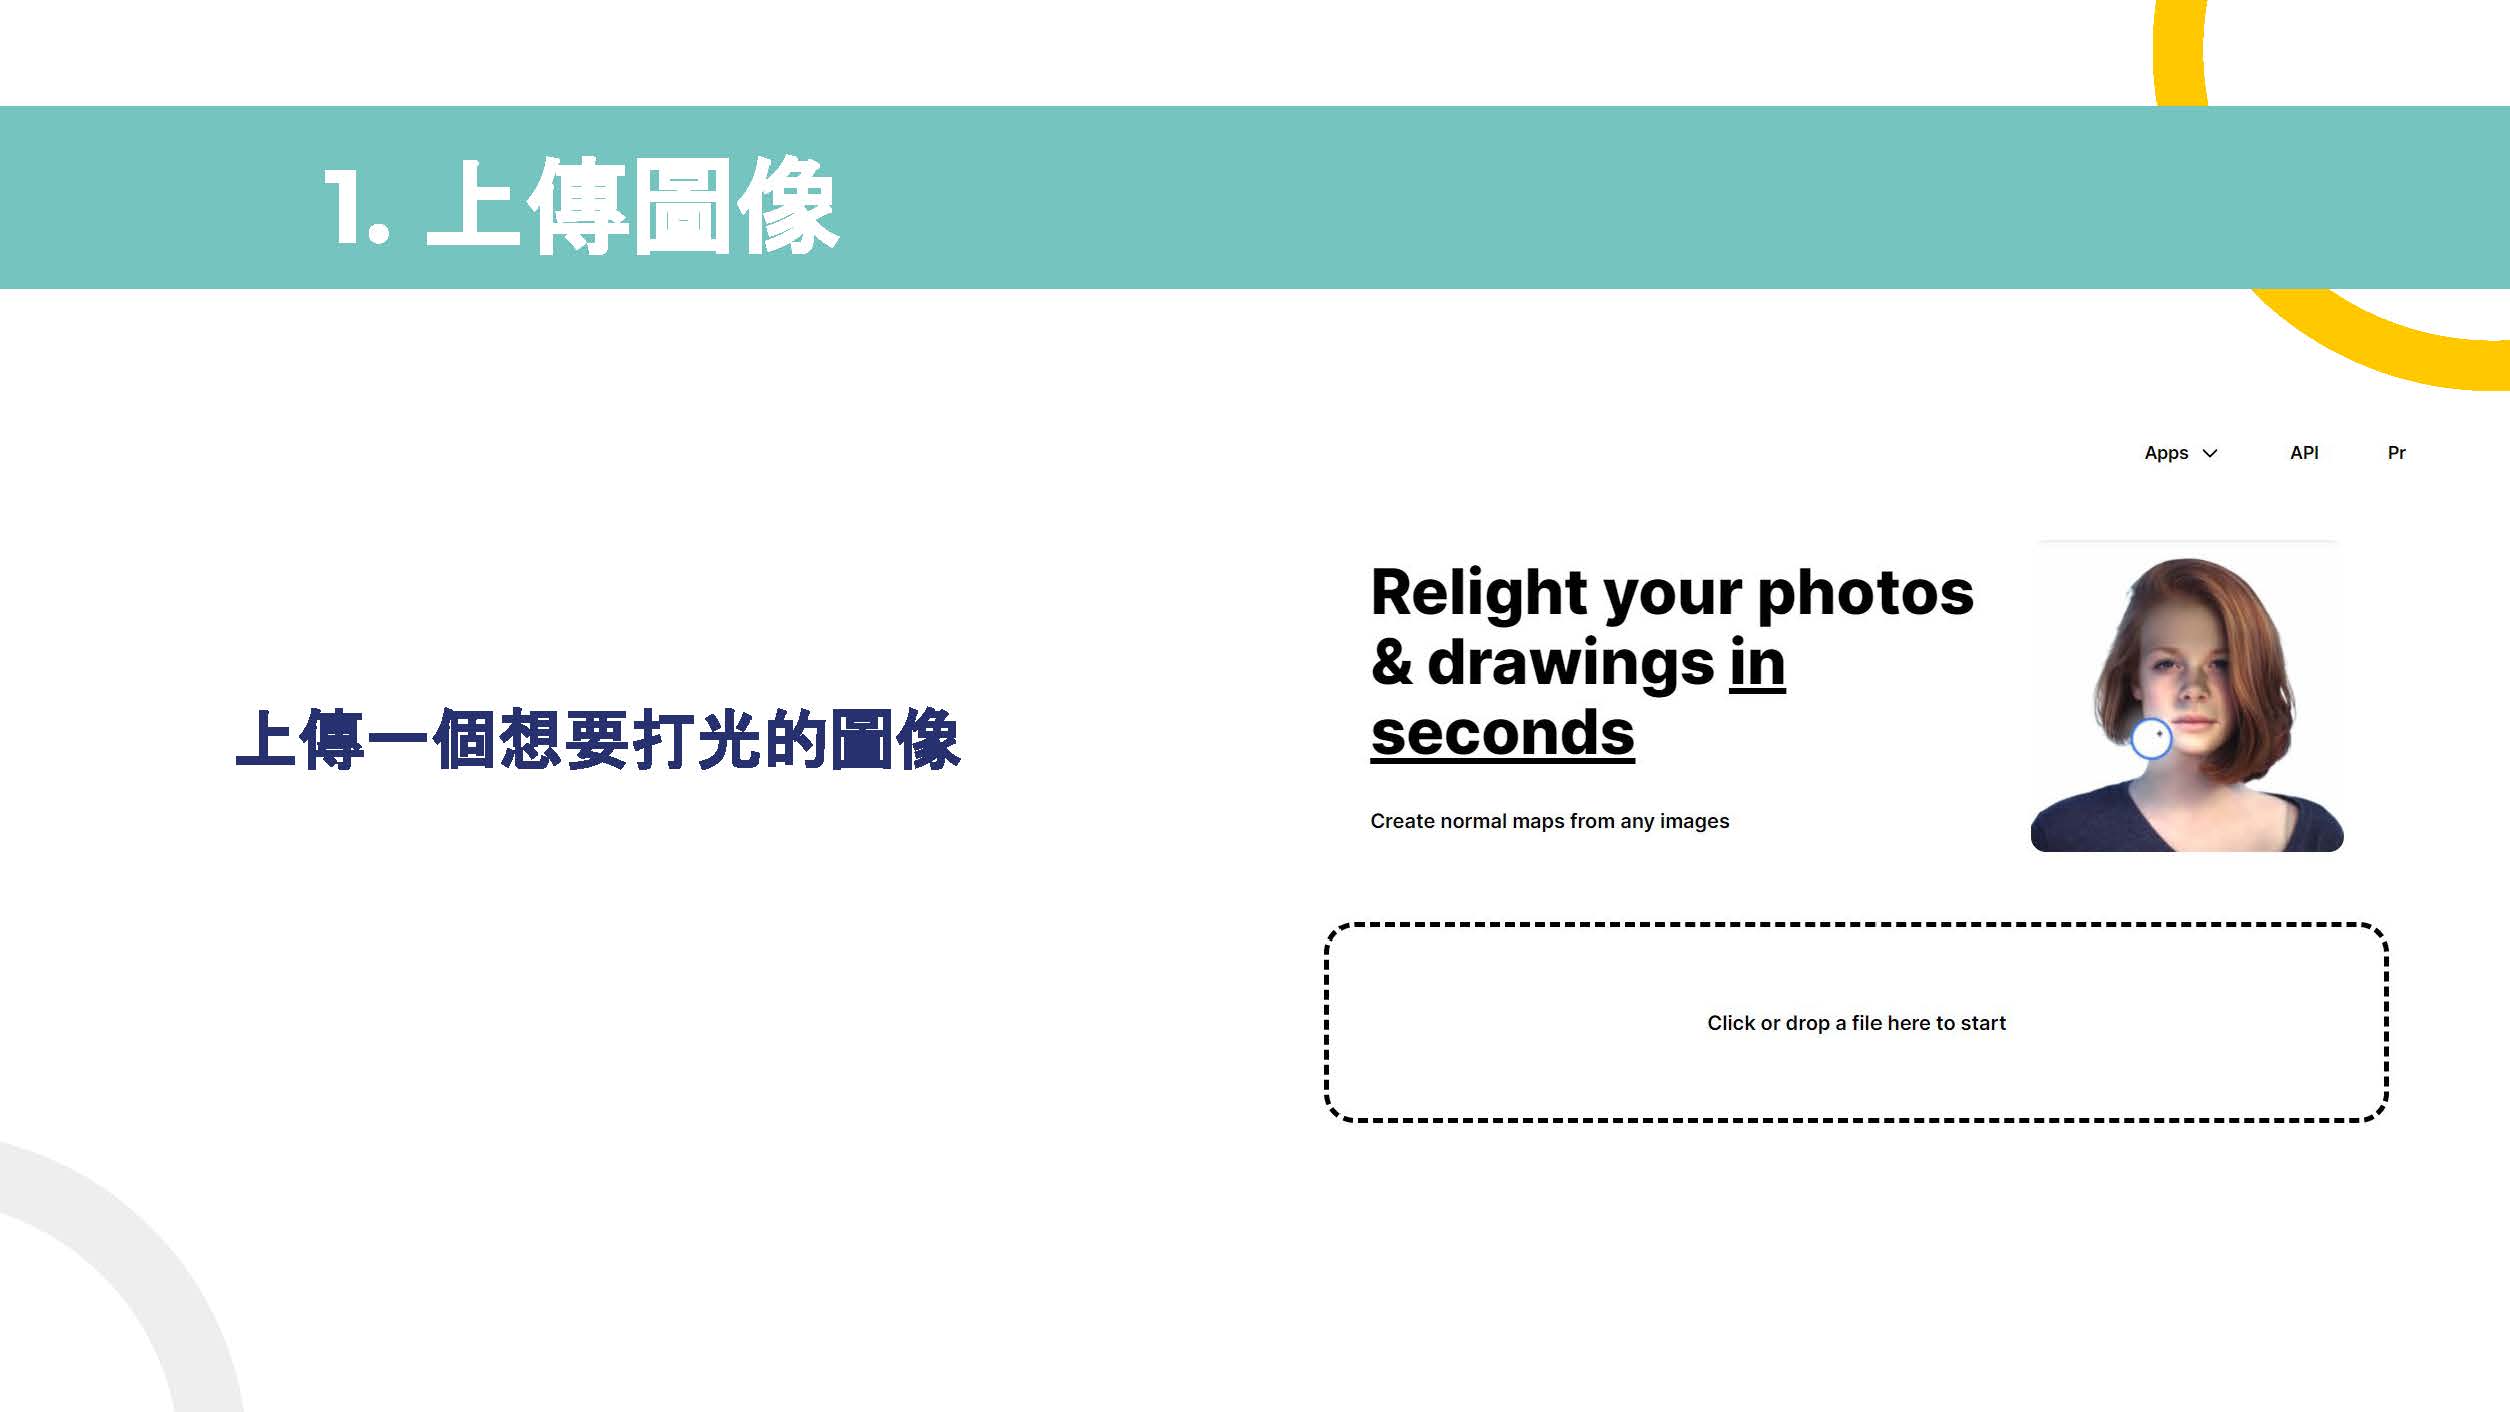 1. 上傳圖像
上傳一個想要打光的圖像
Apps API Pr
Relight your photos
& drawings in
seconds
Create normal maps from any images
Click or drop a file here to start